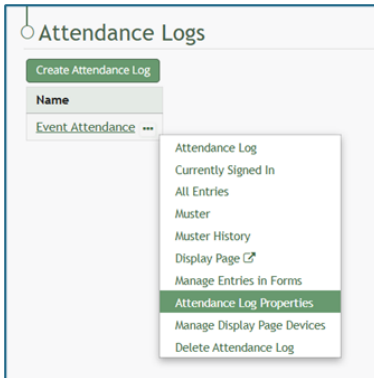 Attendance Logs
Create Attendance Log
Name
Event Attendance ...
Attendance Log
Currently Signed In
All Entries
Muster
Muster History
Display Page
Manage Entries in Forms
Attendance Log Properties
Manage Display Page Devices
Delete Attendance Log